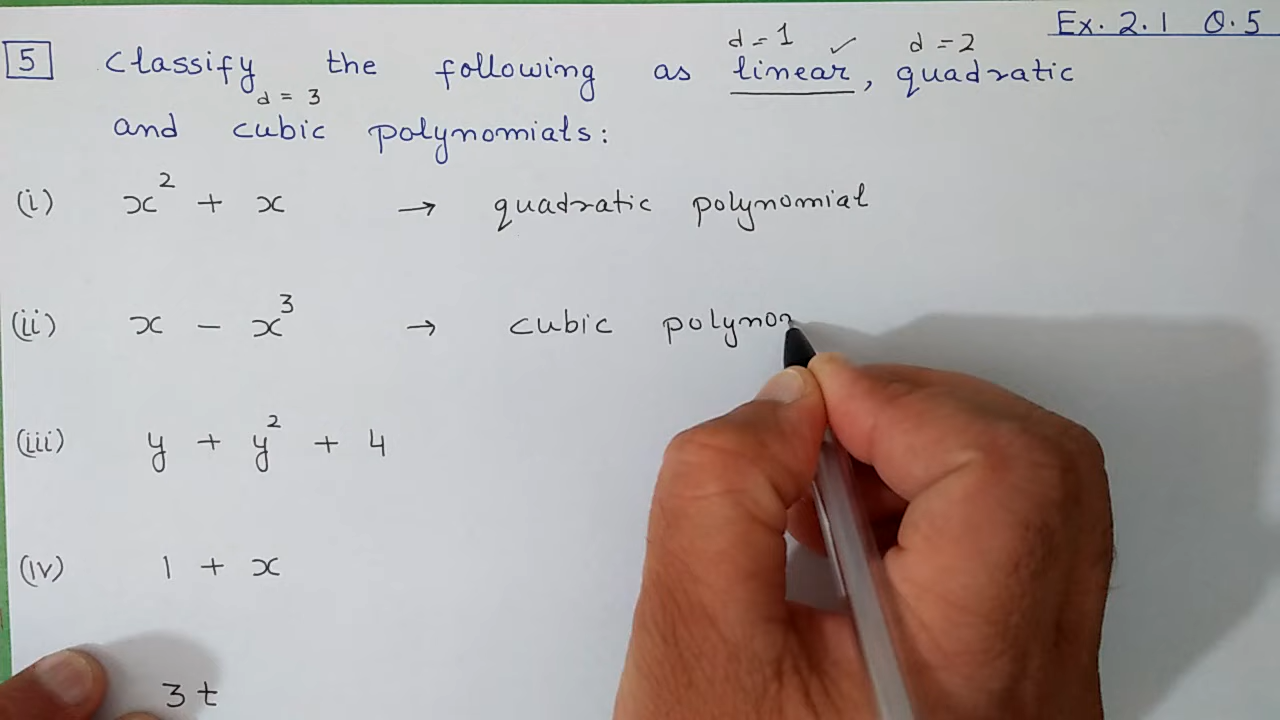 Ex. 2.1 Q.5
d = 1 ✓ d = 2
5 Classify the following as linear, quadratic
d = 3
and cubic polynomials:
(i) x² + x → quadratic polynomial
(ii) x - x³ → cubic polyno
(iii) y + y² + 4
(iv) 1 + x
3t